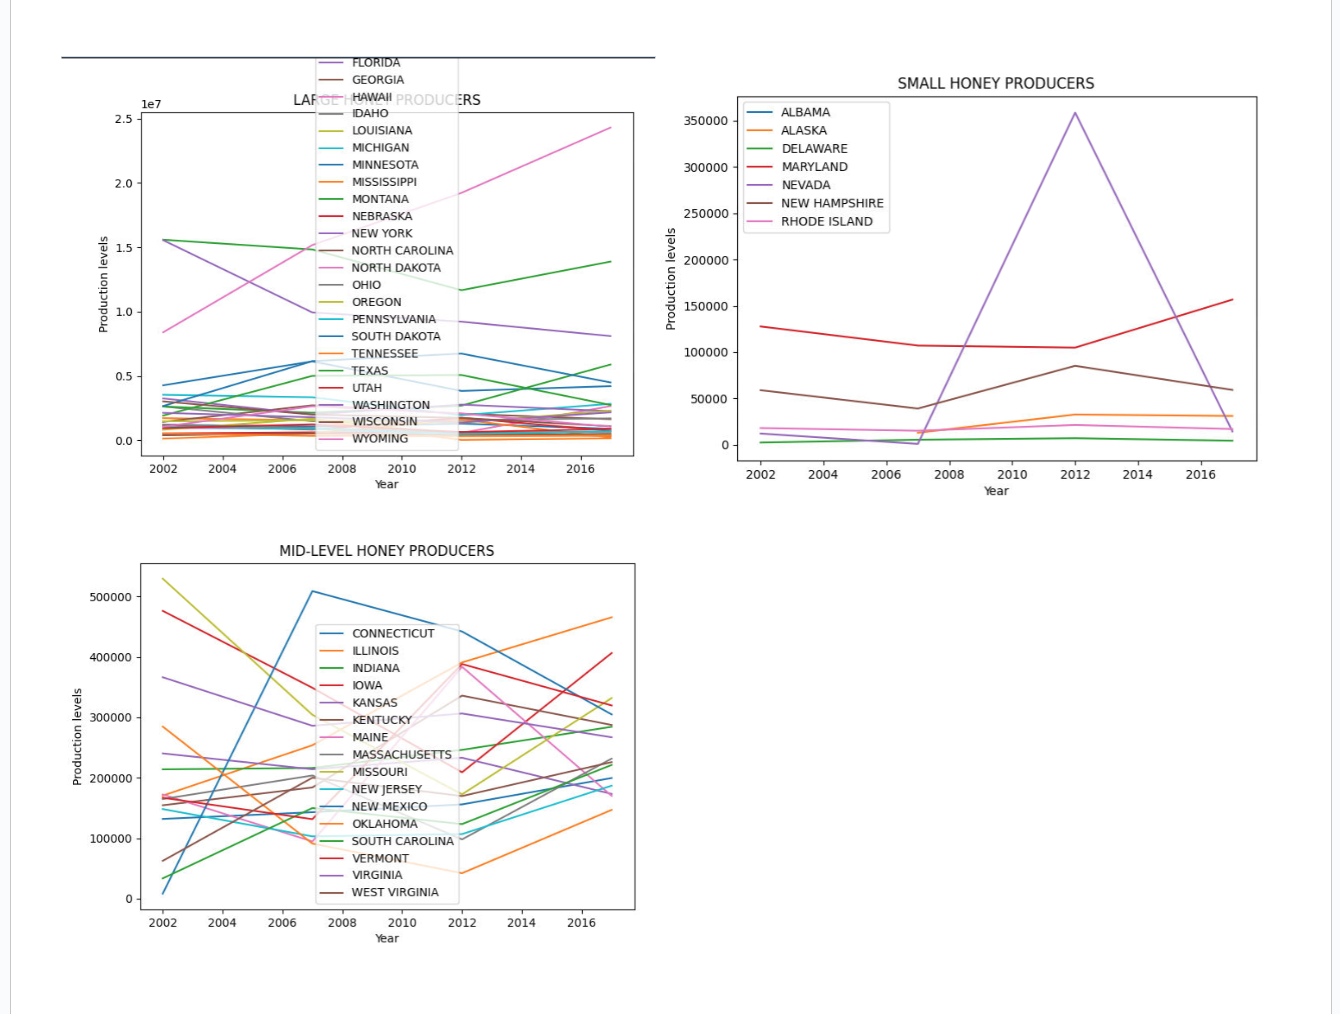 FLORIDA
GEORGIA
LARGE HONEY PRODUCERS
HAWAII
1e7
IDAHO
LOUISIANA
MICHIGAN
MINNESOTA
MISSISSIPPI
MONTANA
NEBRASKA
NEW YORK
NORTH CAROLINA
NORTH DAKOTA
OHIO
OREGON
PENNSYLVANIA
SOUTH DAKOTA
TENNESSEE
TEXAS
UTAH
WASHINGTON
WISCONSIN
WYOMING
2.5
2.0
1.5
1.0
0.5
0.0
Production levels
2002 2004 2006 2008 2010 2012 2014 2016
Year
SMALL HONEY PRODUCERS
ALBAMA
ALASKA
DELAWARE
MARYLAND
NEVADA
NEW HAMPSHIRE
RHODE ISLAND
350000
300000
250000
200000
150000
100000
50000
0
Production levels
2002 2004 2006 2008 2010 2012 2014 2016
Year
MID-LEVEL HONEY PRODUCERS
CONNECTICUT
ILLINOIS
INDIANA
IOWA
KANSAS
KENTUCKY
MAINE
MASSACHUSETTS
MISSOURI
NEW JERSEY
NEW MEXICO
OKLAHOMA
SOUTH CAROLINA
VERMONT
VIRGINIA
WEST VIRGINIA
500000
400000
300000
200000
100000
0
Production levels
2002 2004 2006 2008 2010 2012 2014 2016
Year